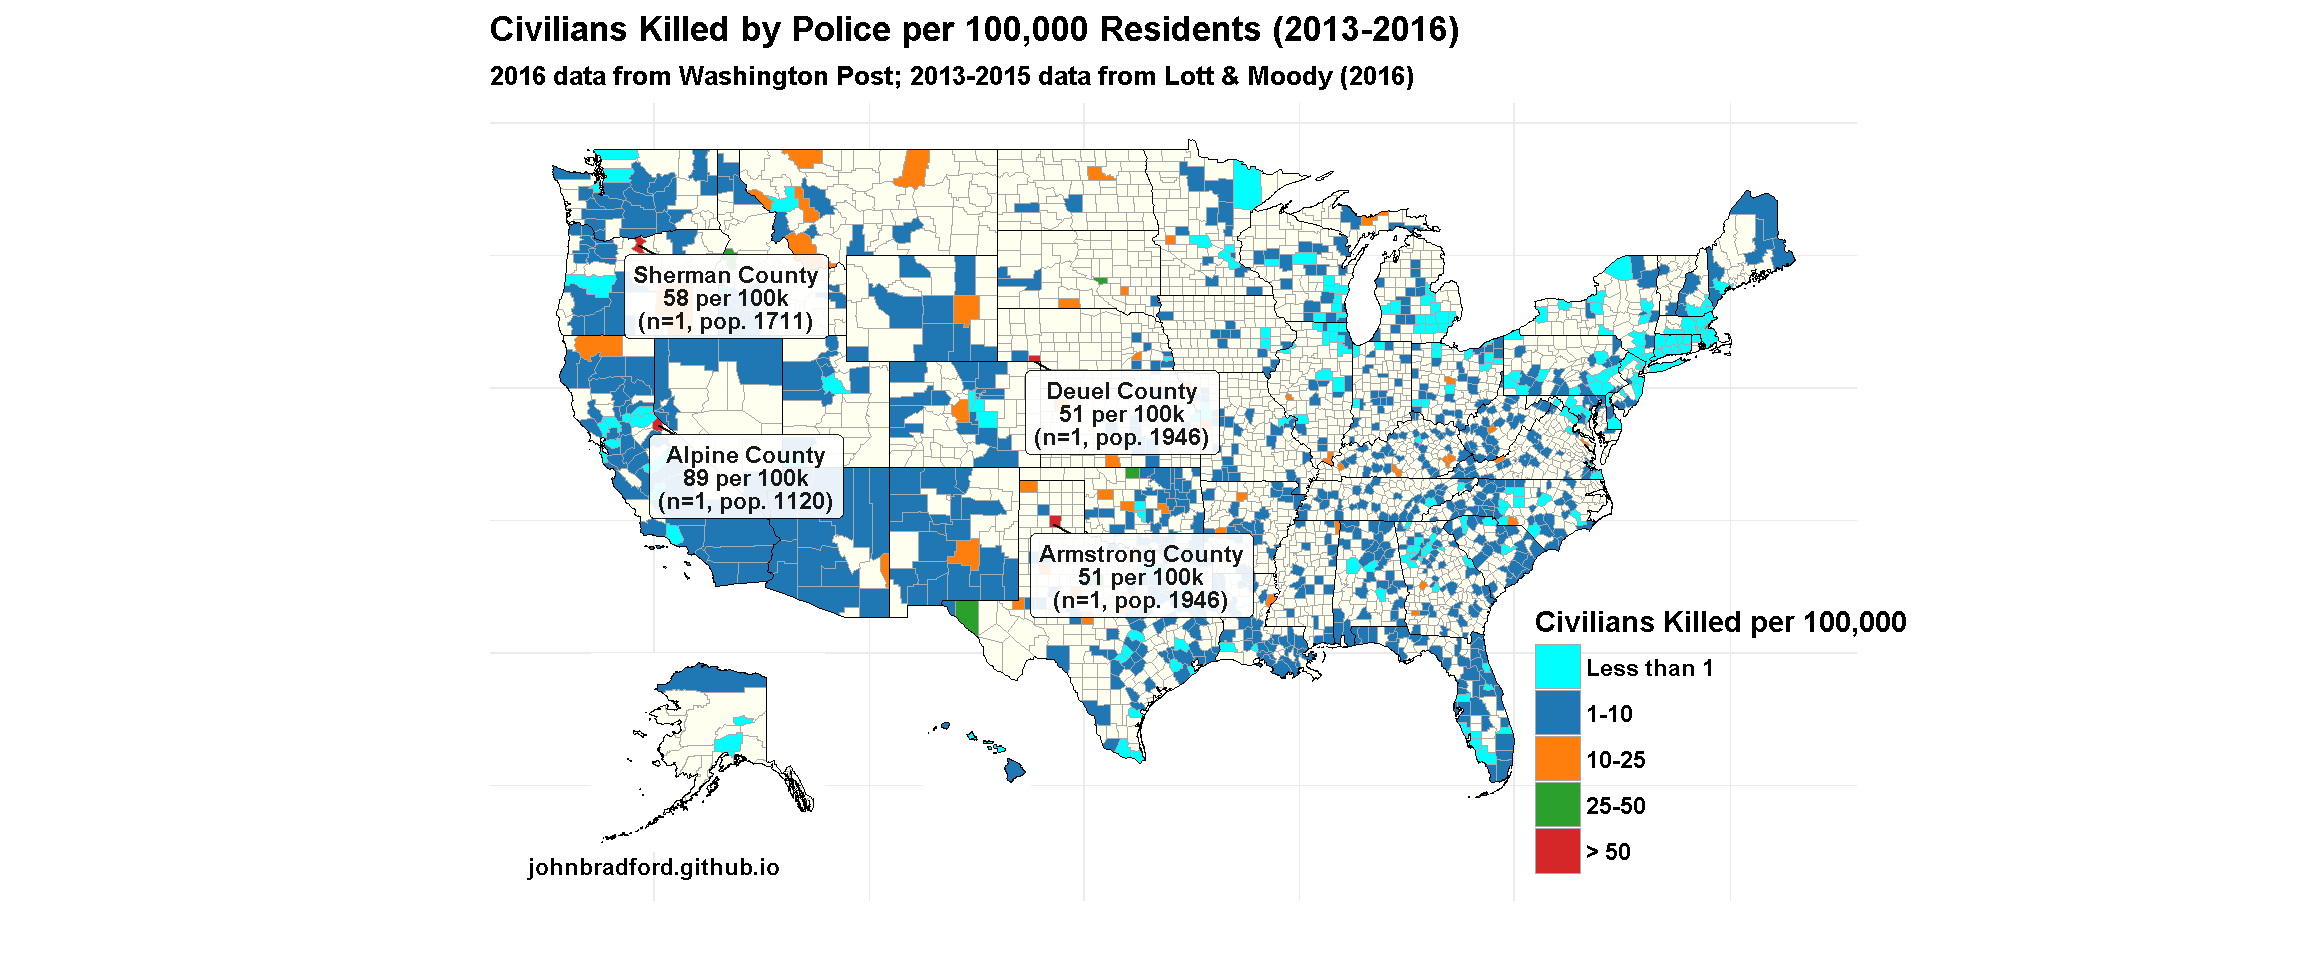 Civilians Killed by Police per 100,000 Residents (2013-2016)
2016 data from Washington Post; 2013-2015 data from Lott & Moody (2016)
Sherman County
58 per 100k
(n=1, pop. 1711)
Deuel County
51 per 100k
(n=1, pop. 1946)
Alpine County
89 per 100k
(n=1, pop. 1120)
Armstrong County
51 per 100k
(n=1, pop. 1946)
Civilians Killed per 100,000
Less than 1
1-10
10-25
25-50
> 50
johnbradford.github.io